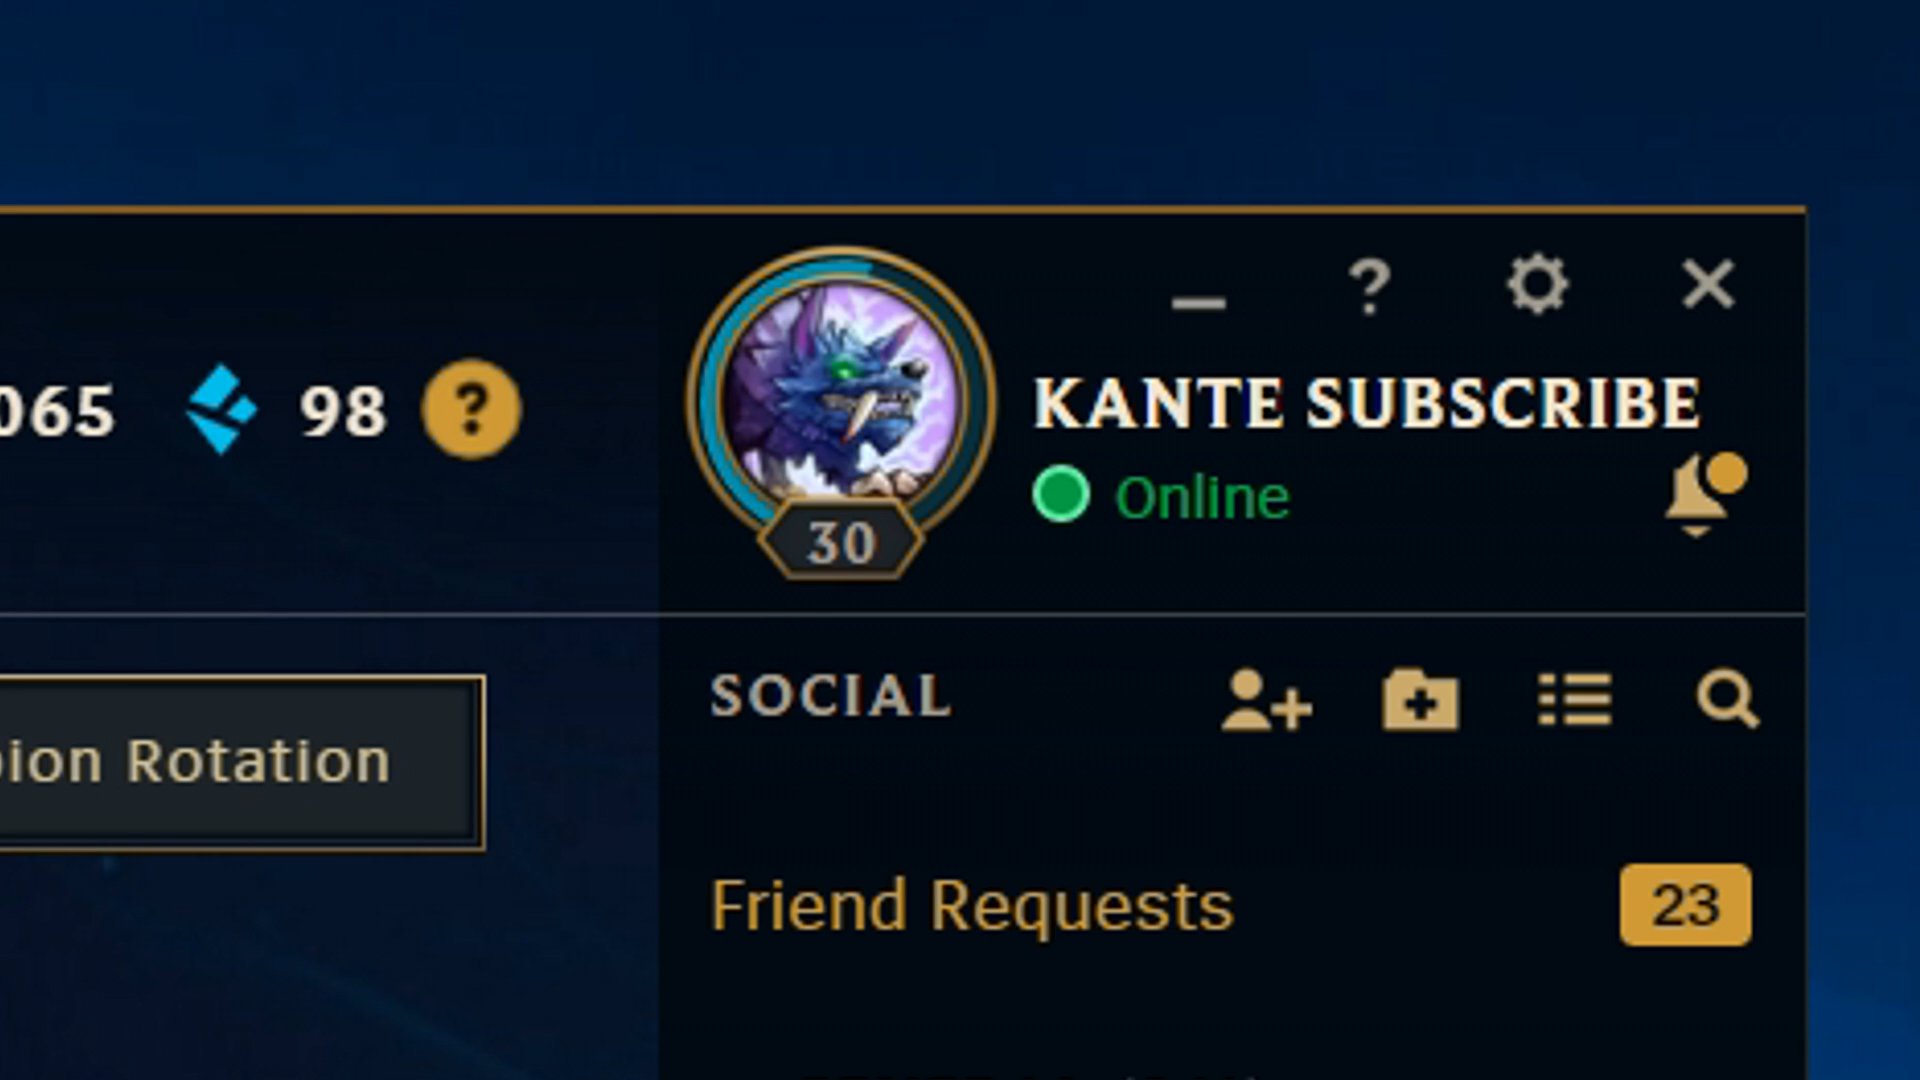 065 98 ?
?
KANTE SUBSCRIBE
Online
30
SOCIAL
ion Rotation
Friend Requests 23